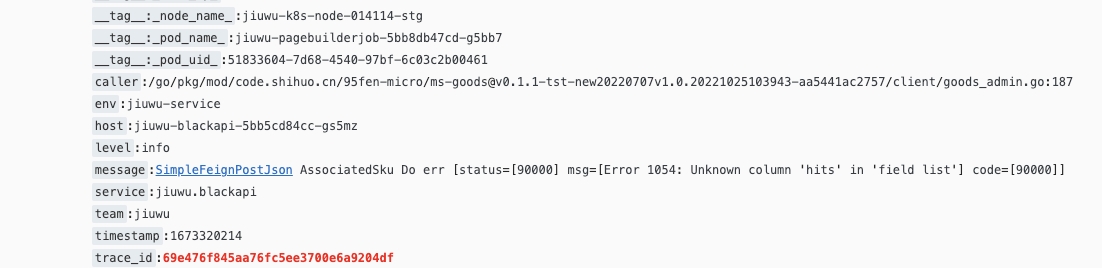 __tag__:_node_name_:jiuwu-k8s-node-014114-stg
__tag__:_pod_name_:jiuwu-pagebuilderjob-5bb8db47cd-g5bb7
__tag__:_pod_uid_:51833604-7d68-4540-97bf-6c03c2b00461
caller:/go/pkg/mod/code.shihuo.cn/95fen-micro/ms-goods@v0.1.1-tst-new20220707v1.0.20221025103943-aa5441ac2757/client/goods_admin.go:187
env:jiuwu-service
host:jiuwu-blackapi-5bb5cd84cc-gs5mz
level:info
message:SimpleFeignPostJson AssociatedSku Do err [status=[90000] msg=[Error 1054: Unknown column 'hits' in 'field list'] code=[90000]]
service:jiuwu.blackapi
team:jiuwu
timestamp:1673320214
trace_id:69e476f845aa76fc5ee3700e6a9204df